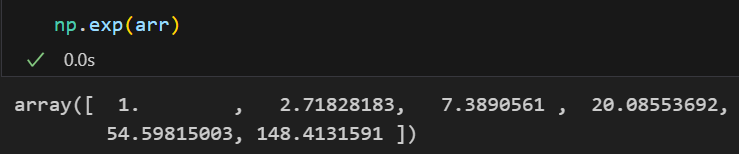 np.exp(arr)
0.0s
array([  1.        ,   2.71828183,   7.3890561 ,  20.08553692,
        54.59815003, 148.4131591 ])